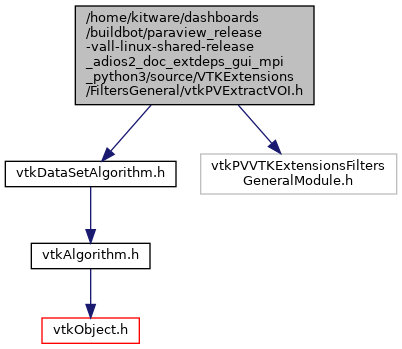 /home/kitware/dashboards
/buildbot/paraview_release
-vall-linux-shared-release
_adios2_doc_extdeps_gui_mpi
_python3/source/VTKExtensions
/FiltersGeneral/vtkPVExtractVOI.h
vtkDataSetAlgorithm.h
vtkPVVTKExtensionsFilters
GeneralModule.h
vtkAlgorithm.h
vtkObject.h